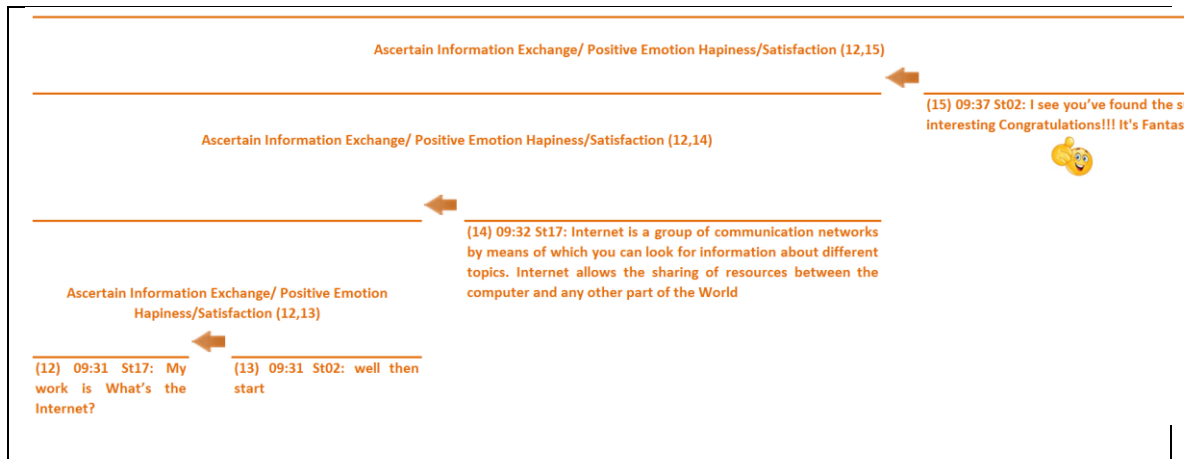 Ascertain Information Exchange/ Positive Emotion Hapiness/Satisfaction (12,15)
(15) 09:37 St02: I see you've found the
interesting Congratulations!!! It's
Ascertain Information Exchange/ Positive Emotion Hapiness/Satisfaction (12,14)
(14) 09:32 St17: Internet is a group of communication networks
by means of which you can look for information about different
topics. Internet allows the sharing of resources between the
computer and any other part of the World
Ascertain Information Exchange/ Positive Emotion
Hapiness/Satisfaction (12,13)
(12) 09:31 St17: My
work is What's the
Internet?
(13) 09:31 St02: well then
start